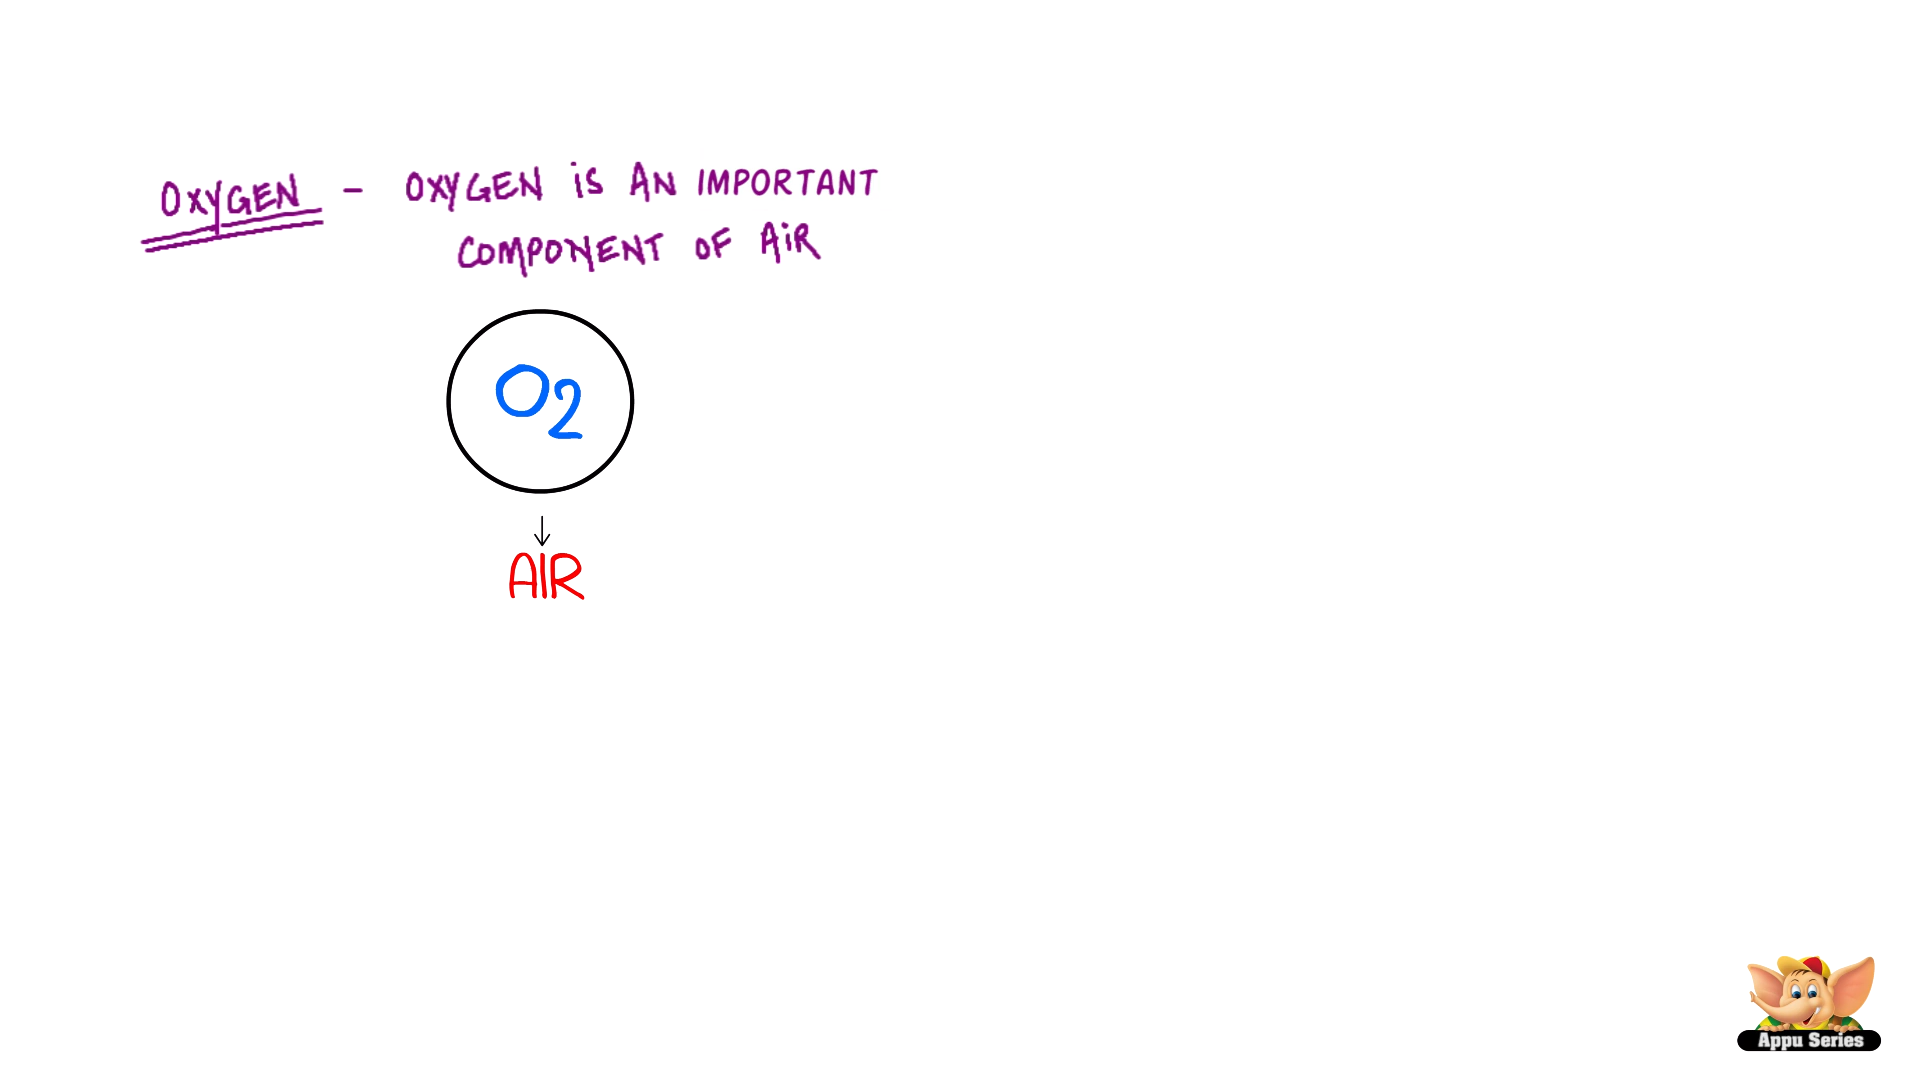 OXYGEN - OXYGEN iS AN IMPORTANT
COMPONENT OF AiR
O2
AIR
Appu Series